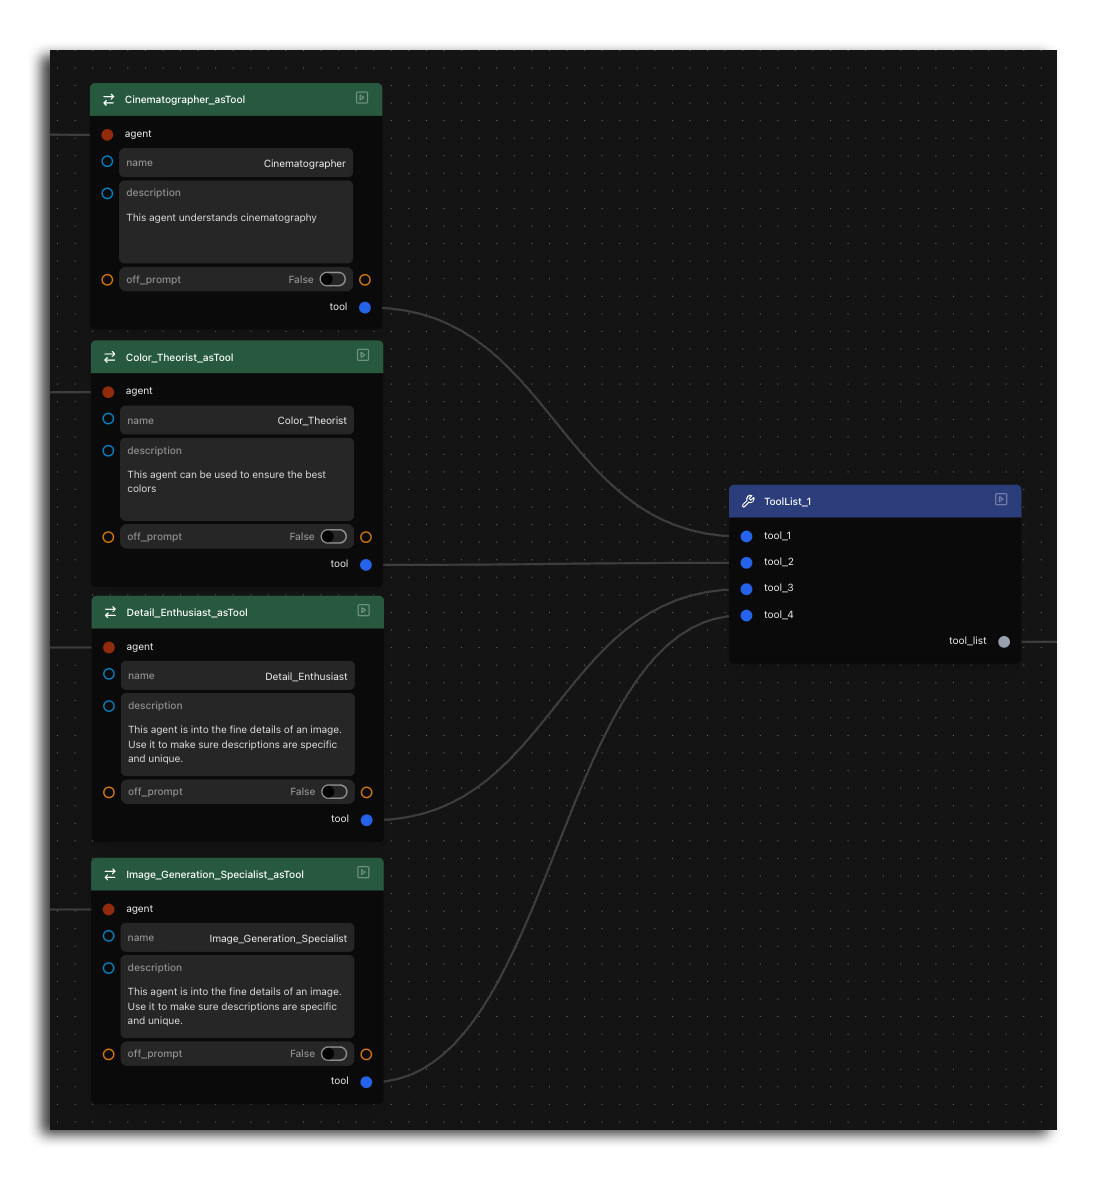 Cinematographer_asTool
agent
name Cinematographer
description
This agent understands cinematography
off_prompt False
tool
Color_Theorist_asTool
agent
name Color_Theorist
description
This agent can be used to ensure the best
colors
off_prompt False
tool
Detail_Enthusiast_asTool
agent
name Detail_Enthusiast
description
This agent is into the fine details of an image.
Use it to make sure descriptions are specific
and unique.
off_prompt False
tool
Image_Generation_Specialist_asTool
agent
name Image_Generation_Specialist
description
This agent is into the fine details of an image.
Use it to make sure descriptions are specific
and unique.
off_prompt False
tool
ToolList_1
tool_1
tool_2
tool_3
tool_4
tool_list